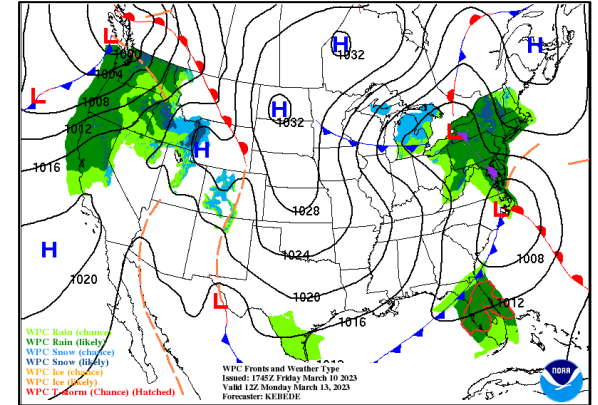 L
1000
1004
1008
1012
1016
H
1020
L
H
1032
H
1032
H
L
L
1028
1024
1020
1016
1008
1012
L
H
WPC Rain (chance)
WPC Rain (likely)
WPC Snow (chance)
WPC Snow (likely)
WPC Ice (chance)
WPC Ice (likely)
WPC T-storm (Chance) (Hatched)
WPC Fronts and Weather Type
Issued: 1745Z Friday March 10 2023
Valid 12Z Monday March 13, 2023
Forecaster: KEBEDE
NOAA